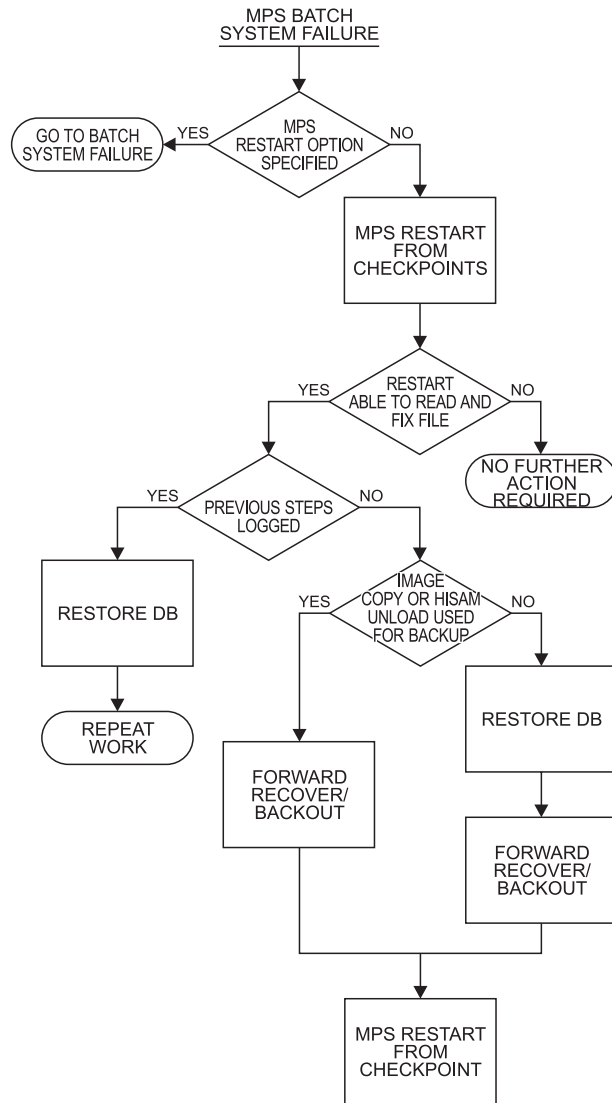 MPS BATCH
SYSTEM FAILURE
MPS
RESTART OPTION
SPECIFIED
YES
NO
GO TO BATCH
SYSTEM FAILURE
MPS RESTART
FROM
CHECKPOINTS
RESTART
ABLE TO READ AND
FIX FILE
YES
NO
NO FURTHER
ACTION
REQUIRED
PREVIOUS STEPS
LOGGED
YES
NO
RESTORE DB
REPEAT
WORK
IMAGE
COPY OR HISAM
UNLOAD USED
FOR BACKUP
YES
NO
FORWARD
RECOVER/
BACKOUT
RESTORE DB
FORWARD
RECOVER/
BACKOUT
MPS RESTART
FROM
CHECKPOINT